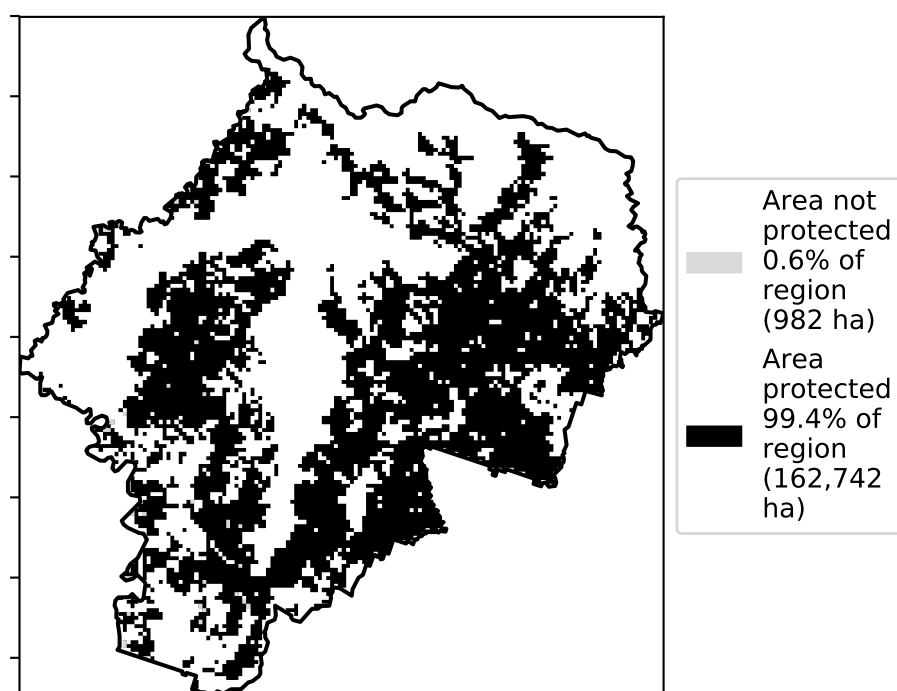 Area not
protected
0.6% of
region
(982 ha)
Area
protected
99.4% of
region
(162,742
ha)